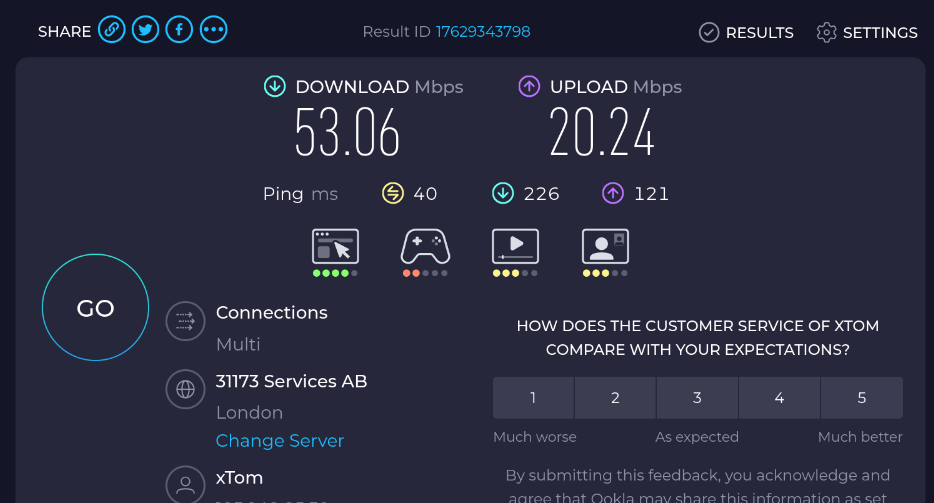 SHARE
Result ID 17629343798
RESULTS
SETTINGS
DOWNLOAD Mbps
53.06
UPLOAD Mbps
20.24
Ping ms 40 226 121
GO
Connections
Multi
31173 Services AB
London
Change Server
xTom
HOW DOES THE CUSTOMER SERVICE OF XTOM
COMPARE WITH YOUR EXPECTATIONS?
1 2 3 4 5
Much worse As expected Much better
By submitting this feedback, you acknowledge and
agree that Ookla may share this information as set